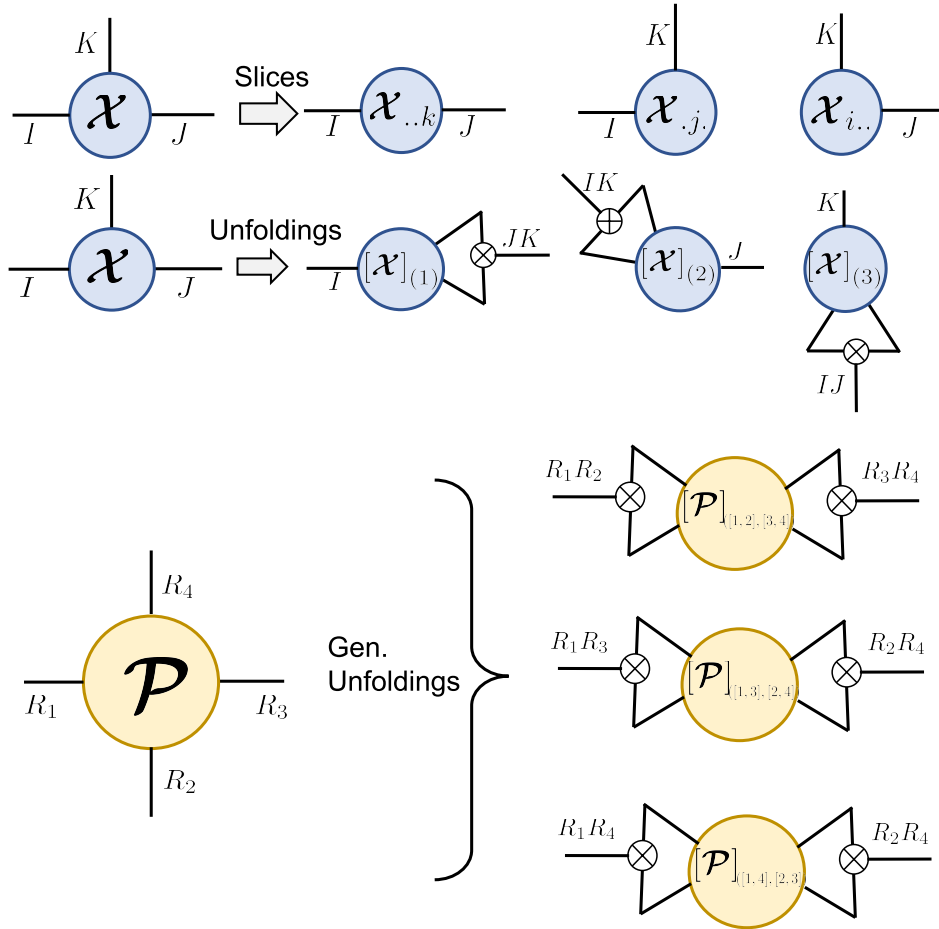 K
I
𝒳
J
Slices
I
𝒳..k
J
K
I
𝒳.j.
K
𝒳i..
J
K
I
𝒳
J
Unfoldings
I
[𝒳](1)
JK
IK
[𝒳](2)
J
K
[𝒳](3)
IJ
R1R2
[𝒫]([1,2],[3,4])
R3R4
R4
R1
𝒫
R3
R2
Gen.
Unfoldings
R1R3
[𝒫]([1,3],[2,4])
R2R4
R1R4
[𝒫]([1,4],[2,3])
R2R4